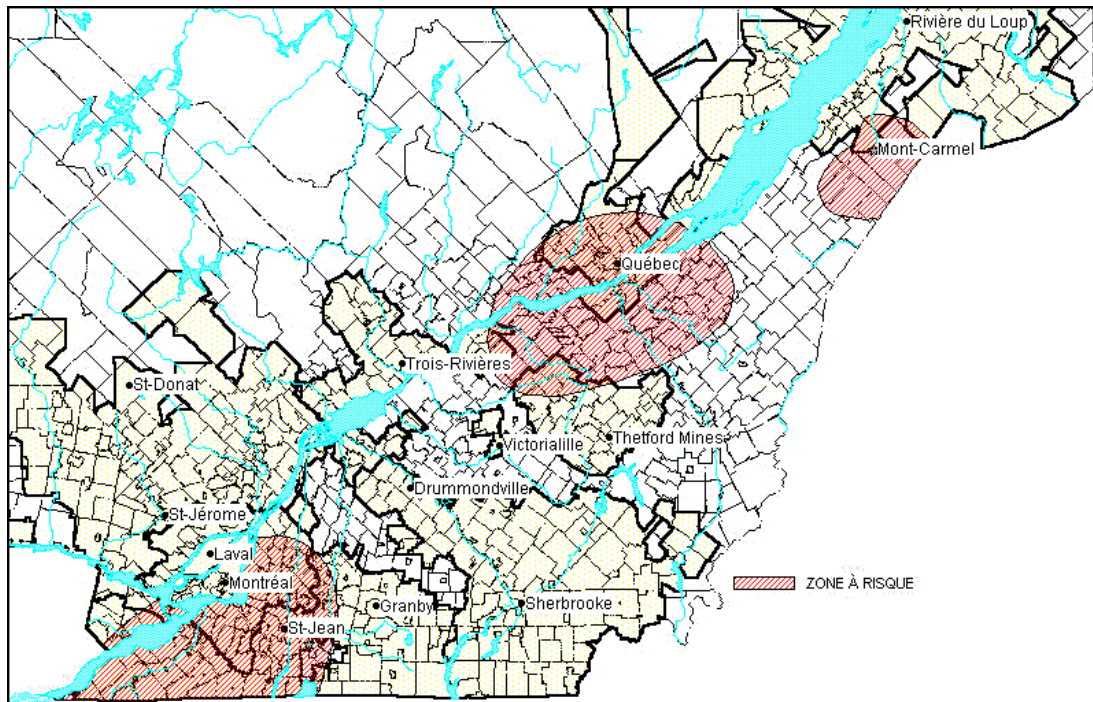 Rivière du Loup
Mont-Carmel
Québec
Trois-Rivières
St-Donat
Victorialille
Thetford Mines
Drummondville
St-Jérome
Laval
Montréal
ZONE À RISQUE
Granby
Sherbrooke
St-Jean